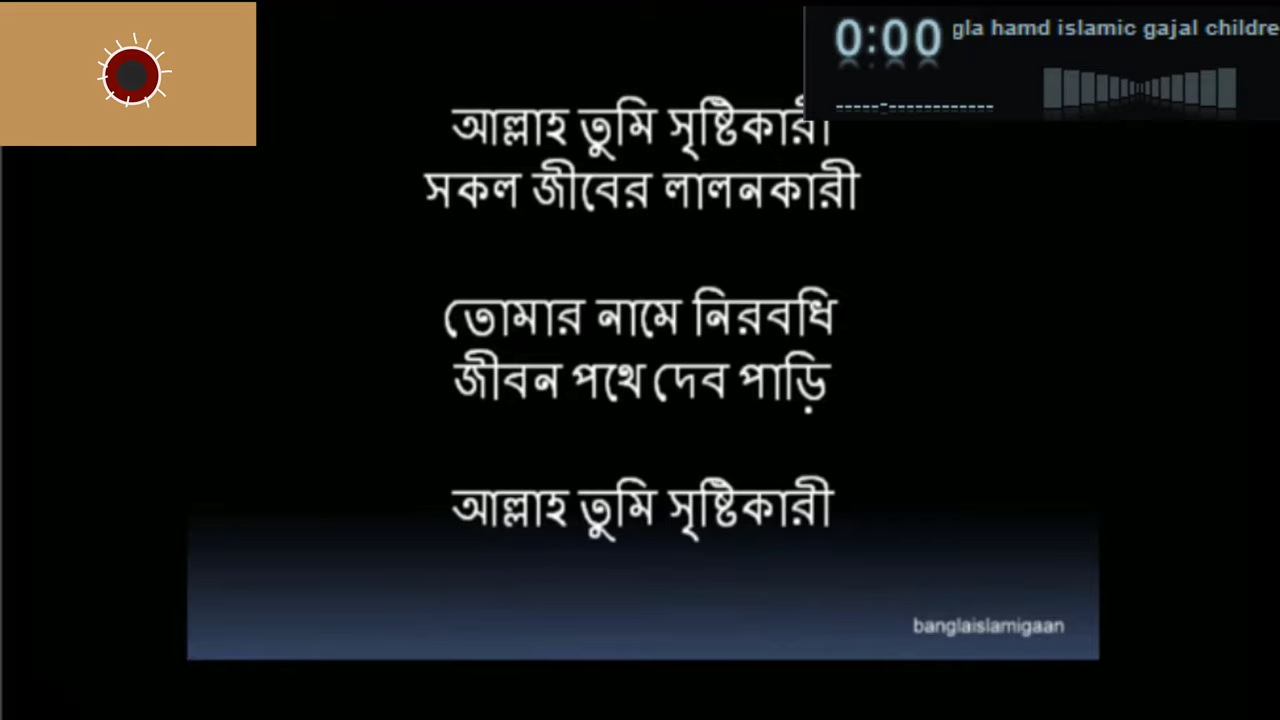 0:00 gla hamd islamic gajal childre
আল্লাহ তুমি সৃষ্টিকারী
সকল জীবের লালনকারী
তোমার নামে নিরবধি
জীবন পথে দেব পাড়ি
আল্লাহ তুমি সৃষ্টিকারী
banglaislamigaan